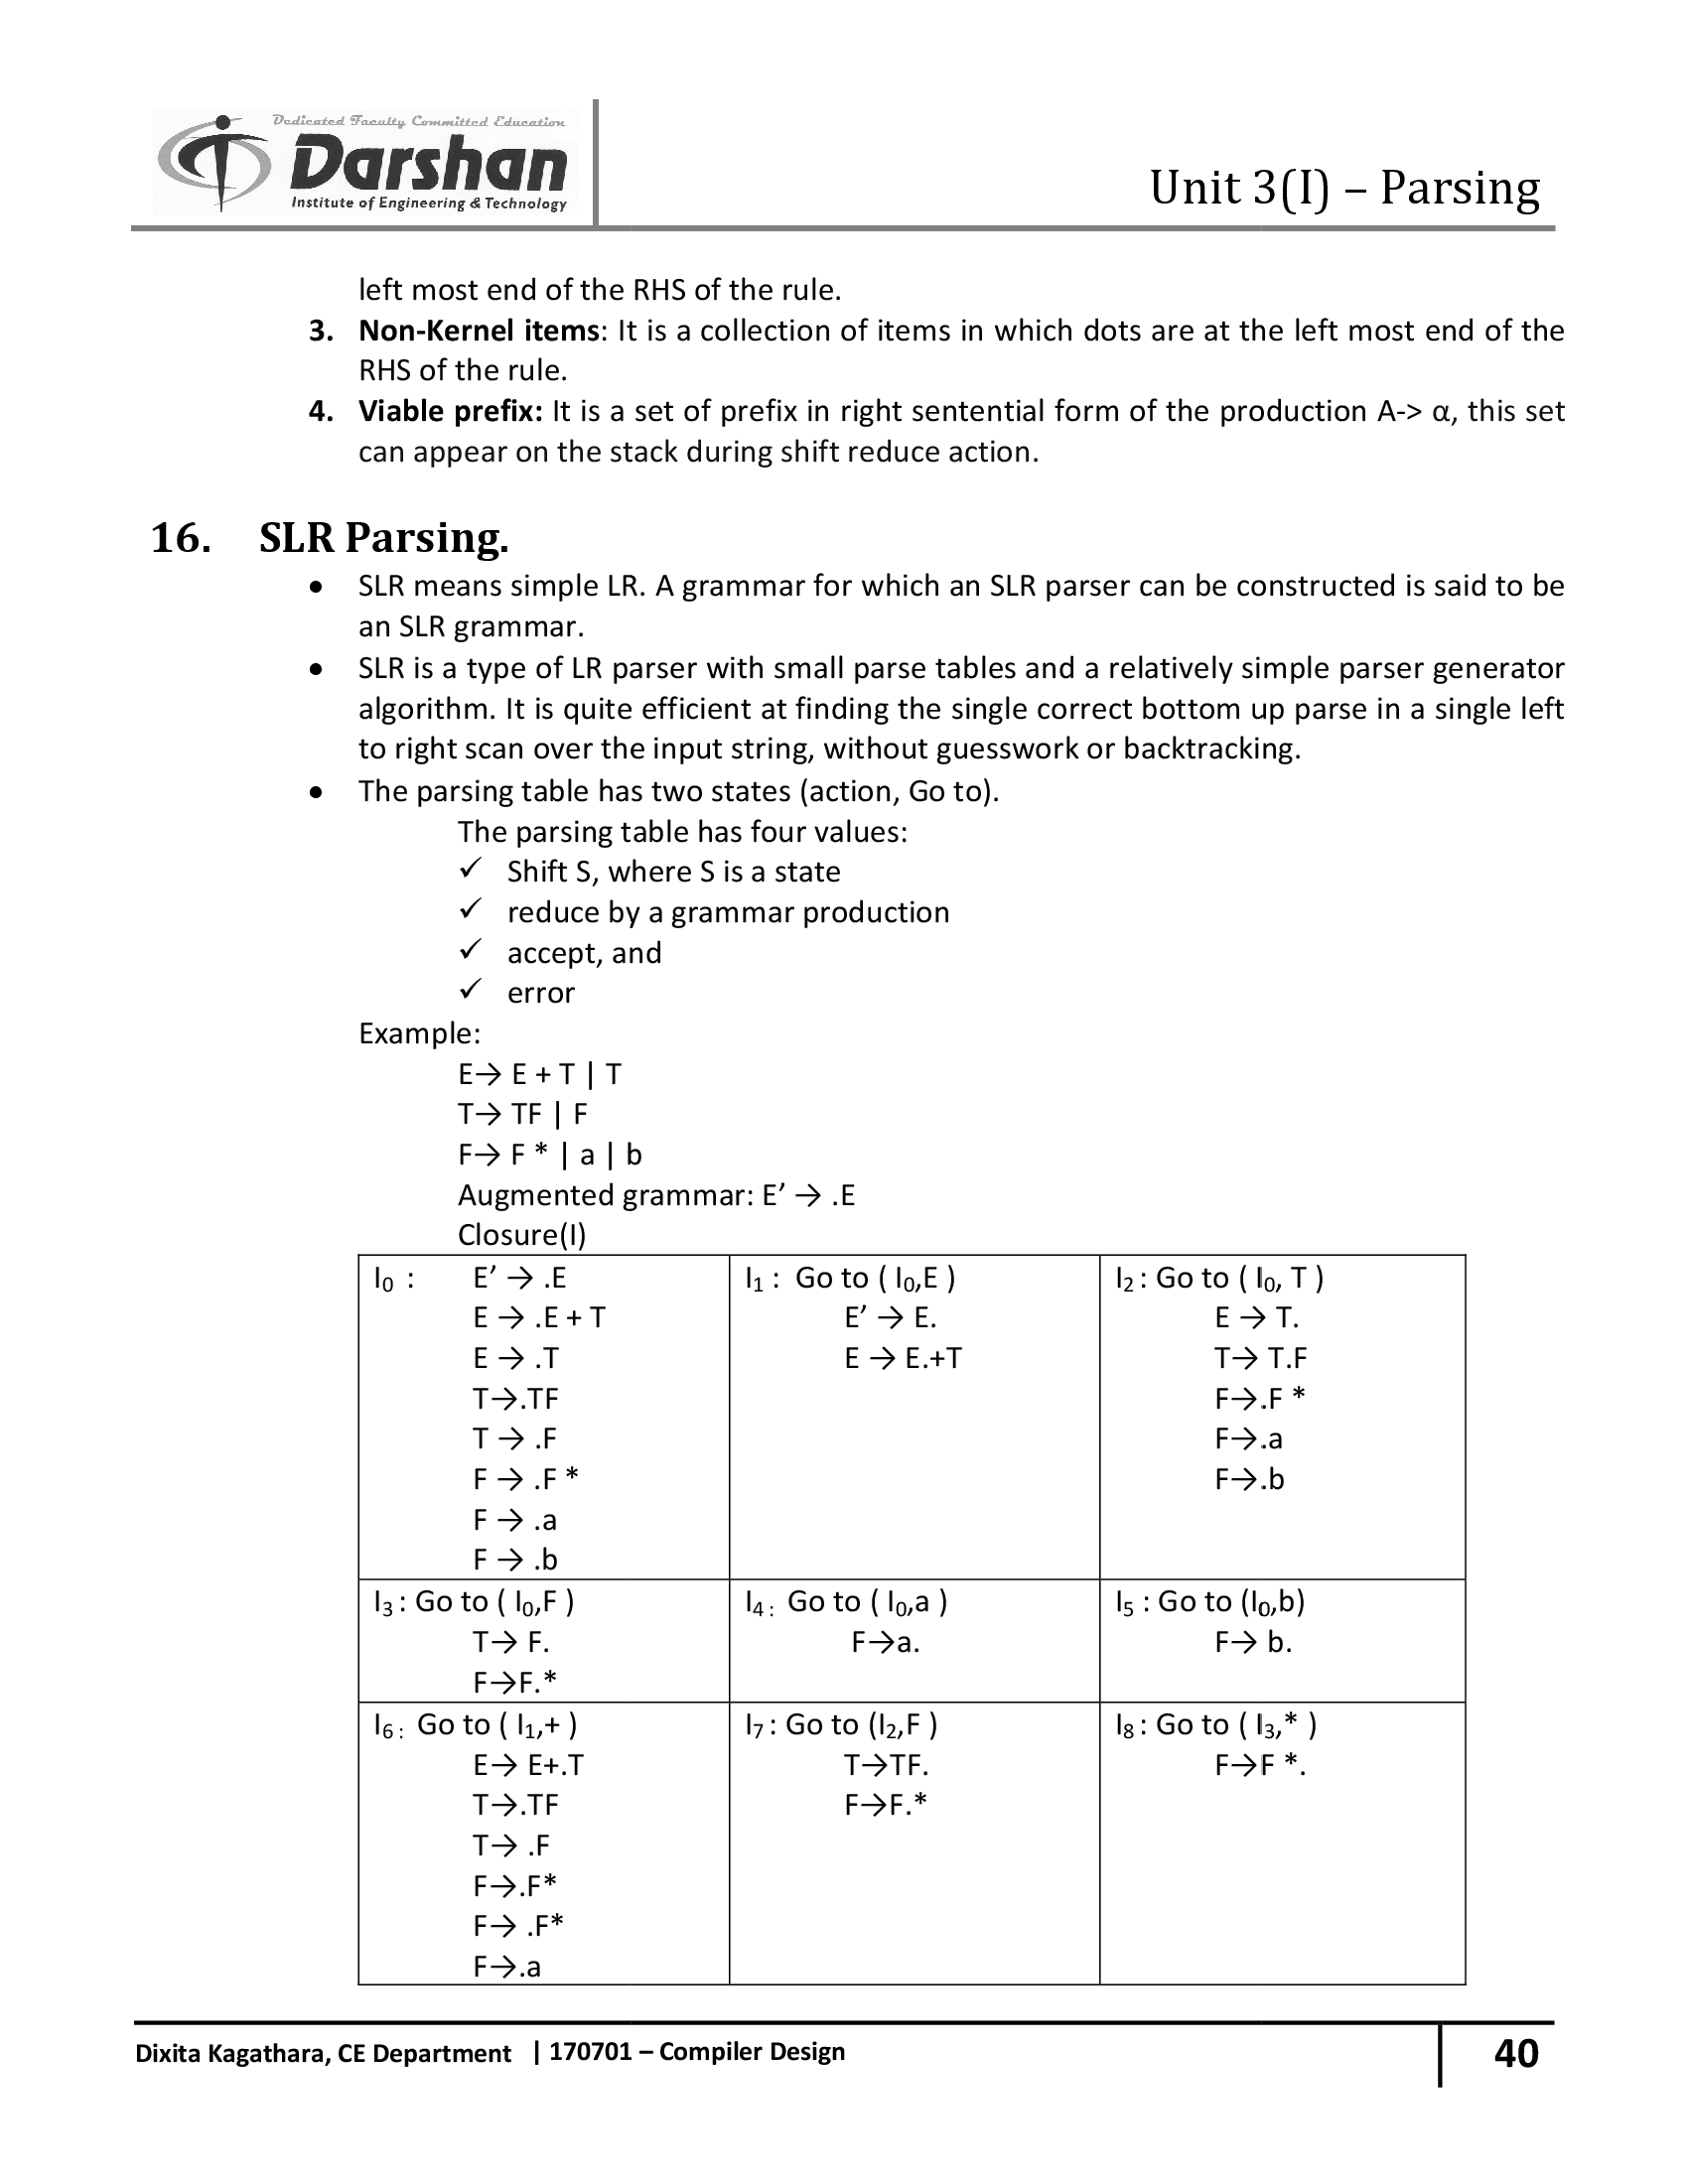 Dedicated Faculty Committed Education
Darshan
Institute of Engineering & Technology
Unit 3(I) – Parsing
left most end of the RHS of the rule.
3. Non-Kernel items: It is a collection of items in which dots are at the left most end of the
RHS of the rule.
4. Viable prefix: It is a set of prefix in right sentential form of the production A-> α, this set
can appear on the stack during shift reduce action.
16. SLR Parsing.
• SLR means simple LR. A grammar for which an SLR parser can be constructed is said to be
an SLR grammar.
• SLR is a type of LR parser with small parse tables and a relatively simple parser generator
algorithm. It is quite efficient at finding the single correct bottom up parse in a single left
to right scan over the input string, without guesswork or backtracking.
• The parsing table has two states (action, Go to).
The parsing table has four values:
✓ Shift S, where S is a state
✓ reduce by a grammar production
✓ accept, and
✓ error
Example:
E→ E + T | T
T→ TF | F
F→ F * | a | b
Augmented grammar: E’ → .E
Closure(I)
I₀ : E’ → .E
E → .E + T
E → .T
T→.TF
T → .F
F → .F *
F → .a
F → .b
I₁ : Go to ( I₀,E )
E’ → E.
E → E.+T
I₂ : Go to ( I₀, T )
E → T.
T→ T.F
F→.F *
F→.a
F→.b
I₃ : Go to ( I₀,F )
T→ F.
F→F.*
I₄ : Go to ( I₀,a )
F→a.
I₅ : Go to (I₀,b)
F→ b.
I₆ : Go to ( I₁,+ )
E→ E+.T
T→.TF
T→ .F
F→.F*
F→ .F*
F→.a
I₇ : Go to (I₂,F )
T→TF.
F→F.*
I₈ : Go to ( I₃,* )
F→F *.
Dixita Kagathara, CE Department | 170701 – Compiler Design
40